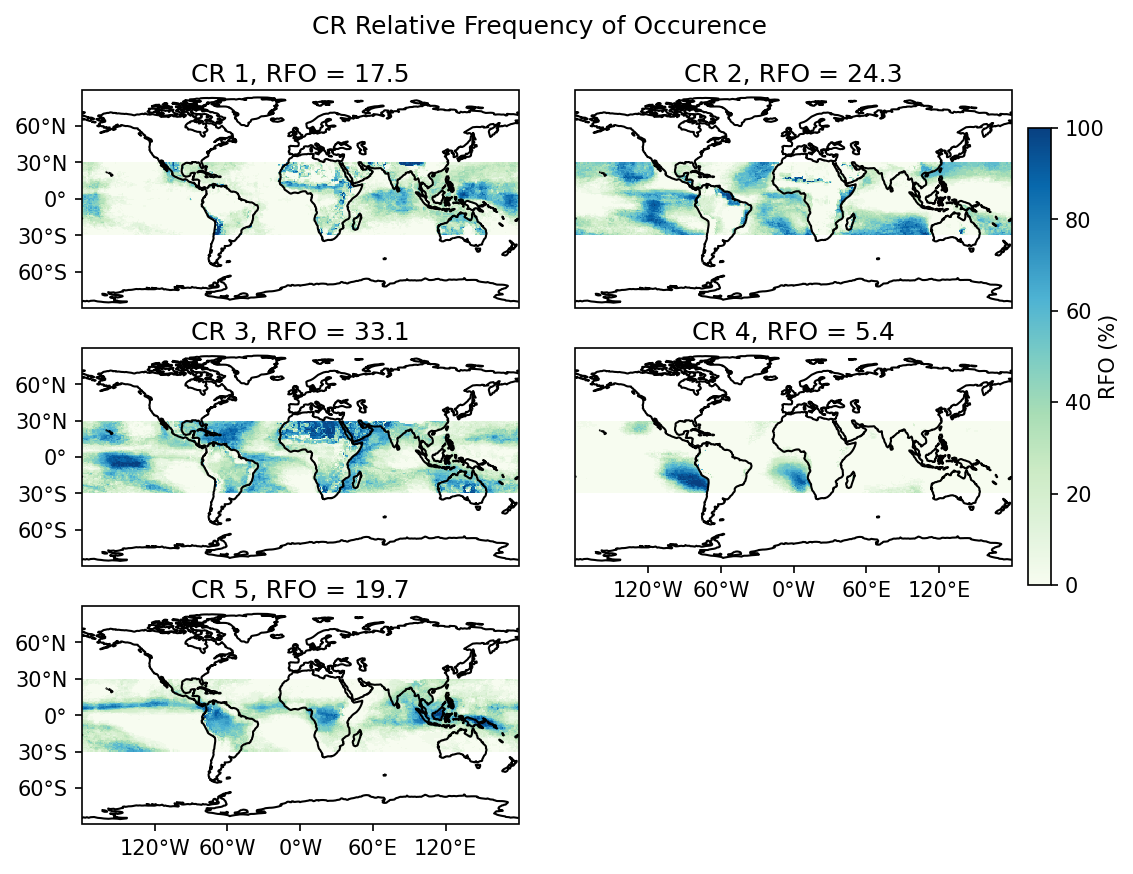 CR Relative Frequency of Occurence
CR 1, RFO = 17.5
CR 2, RFO = 24.3
60°N
30°N
0°
30°S
60°S
CR 3, RFO = 33.1
CR 4, RFO = 5.4
60°N
30°N
0°
30°S
60°S
120°W 60°W 0°W 60°E 120°E
CR 5, RFO = 19.7
60°N
30°N
0°
30°S
60°S
120°W 60°W 0°W 60°E 120°E
100
80
60
40
20
0
RFO (%)